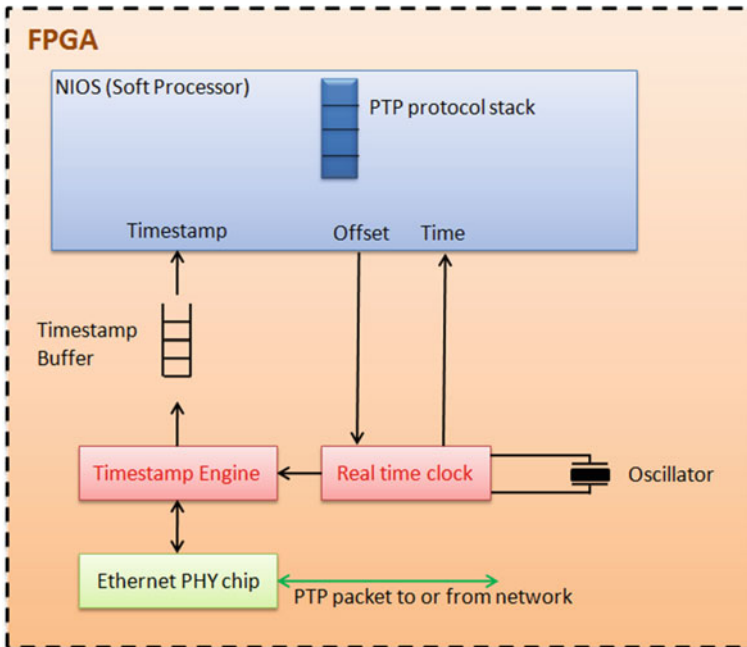 FPGA
NIOS (Soft Processor)
PTP protocol stack
Timestamp
Offset
Time
Timestamp
Buffer
Timestamp Engine
Real time clock
Oscillator
Ethernet PHY chip
PTP packet to or from network